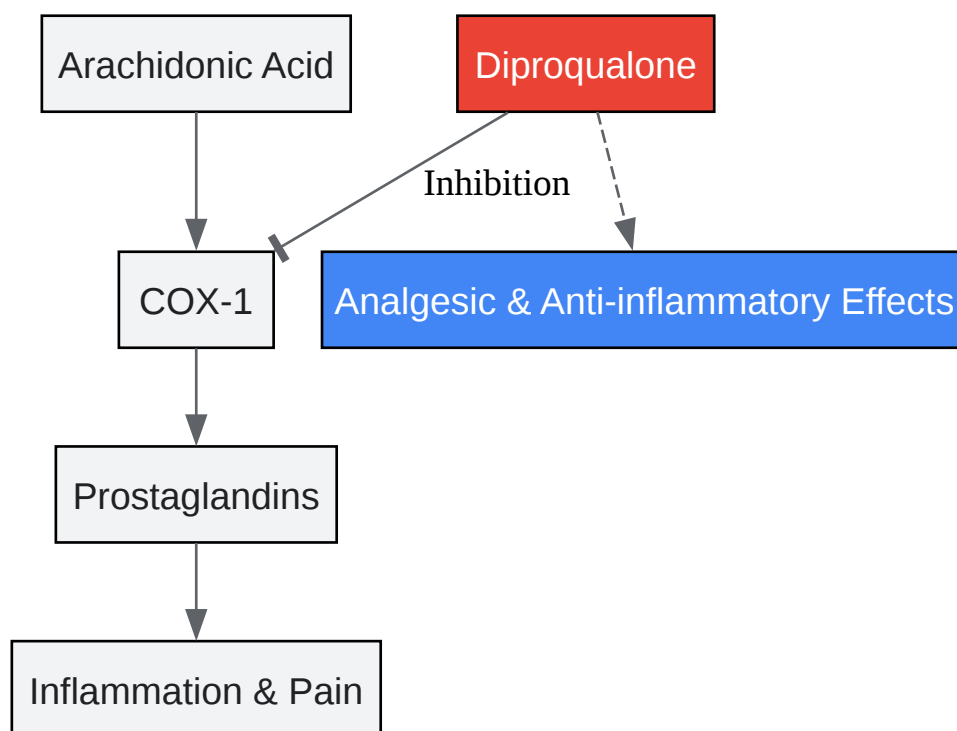 Arachidonic Acid
Diproqualone
Inhibition
COX-1
Analgesic & Anti-inflammatory Effects
Prostaglandins
Inflammation & Pain